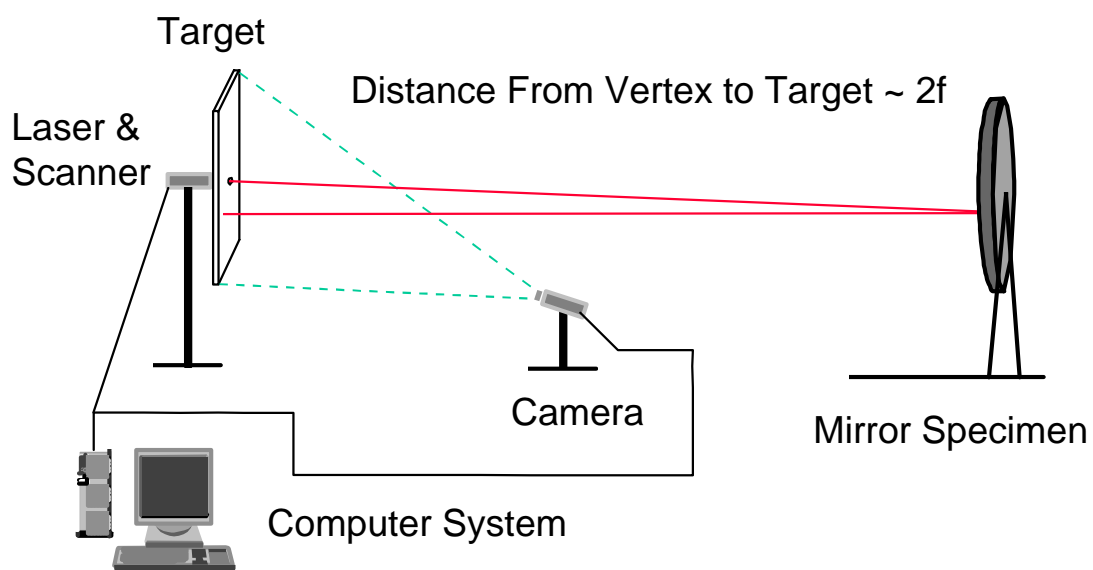 Target
Distance From Vertex to Target ~ 2f
Laser &
Scanner
Camera
Mirror Specimen
Computer System